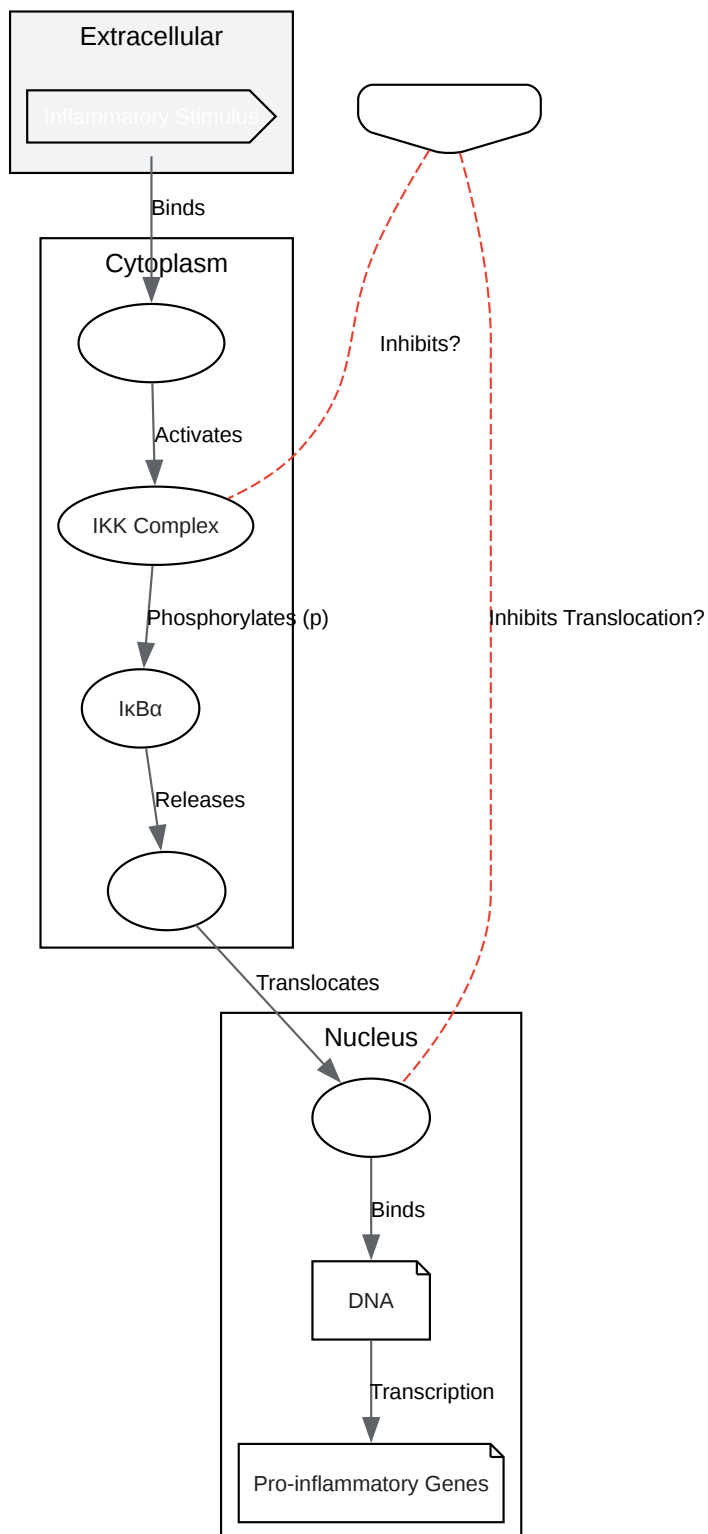 Extracellular
Inflammatory Stimulus
Binds
Cytoplasm
Inhibits?
Activates
IKK Complex
Phosphorylates (p)
Inhibits Translocation?
IκBα
Releases
Translocates
Nucleus
Binds
DNA
Transcription
Pro-inflammatory Genes